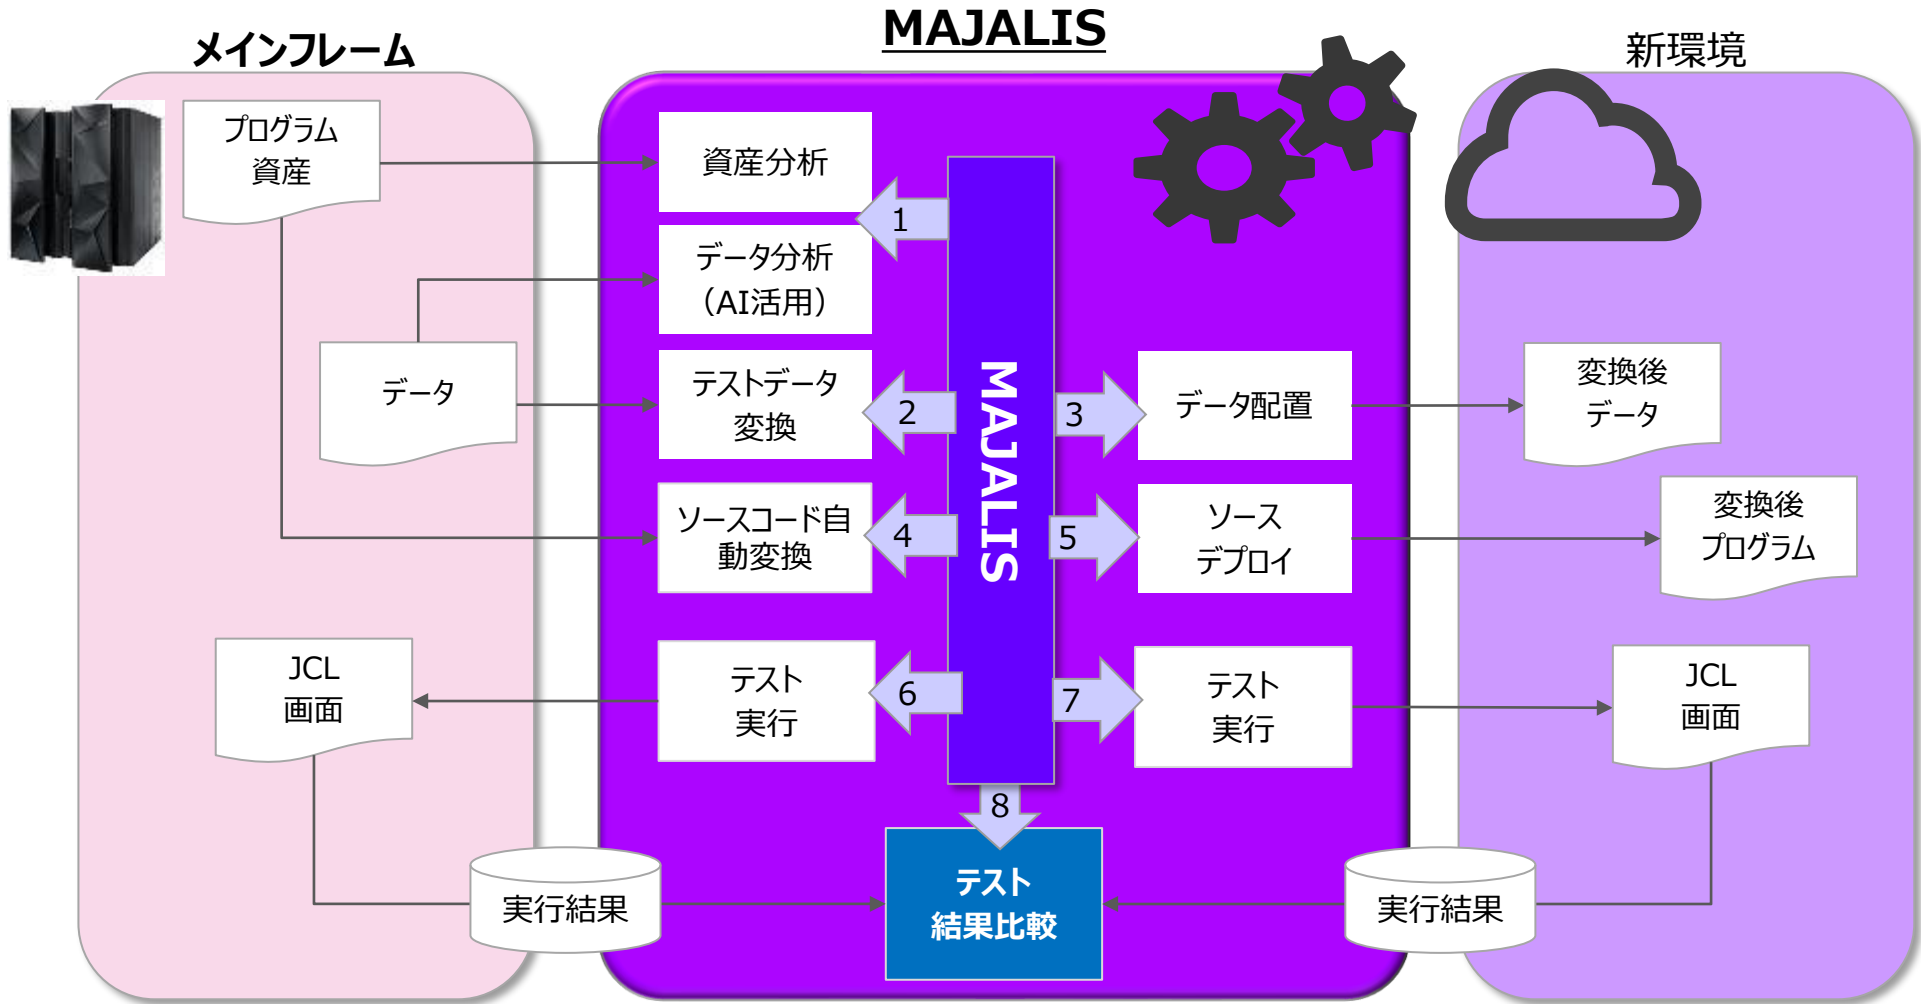 MAJALIS
メインフレーム
新環境
プログラム
資産
資産分析
1
データ分析
（AI活用）
データ
テストデータ
変換
2
MAJALIS
3
データ配置
変換後
データ
ソースコード自
動変換
4
5
ソース
デプロイ
変換後
プログラム
JCL
画面
テスト
実行
6
7
テスト
実行
JCL
画面
8
実行結果
テスト
結果比較
実行結果